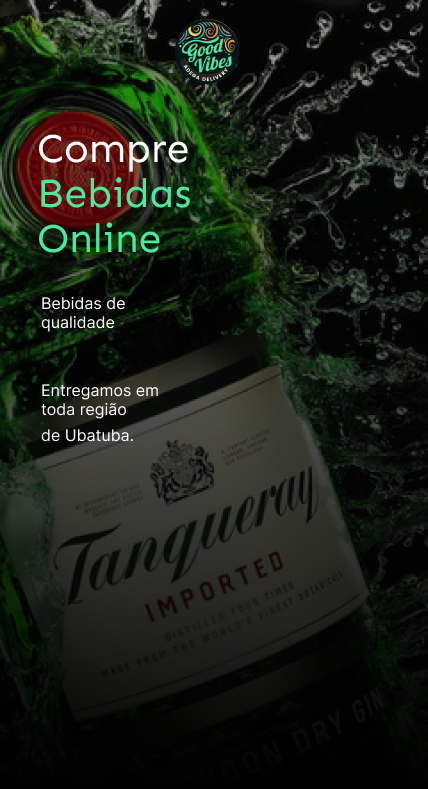 Good
Vibes
ADEGA DELIVERY
Compre
Bebidas
Online
Bebidas de
qualidade
Entregamos em
toda região
de Ubatuba.
Tanqueray
IMPORTED
DISTILLED FOUR TIMES
MADE FROM THE WORLD'S FINEST BOTANICALS
LONDON DRY GIN